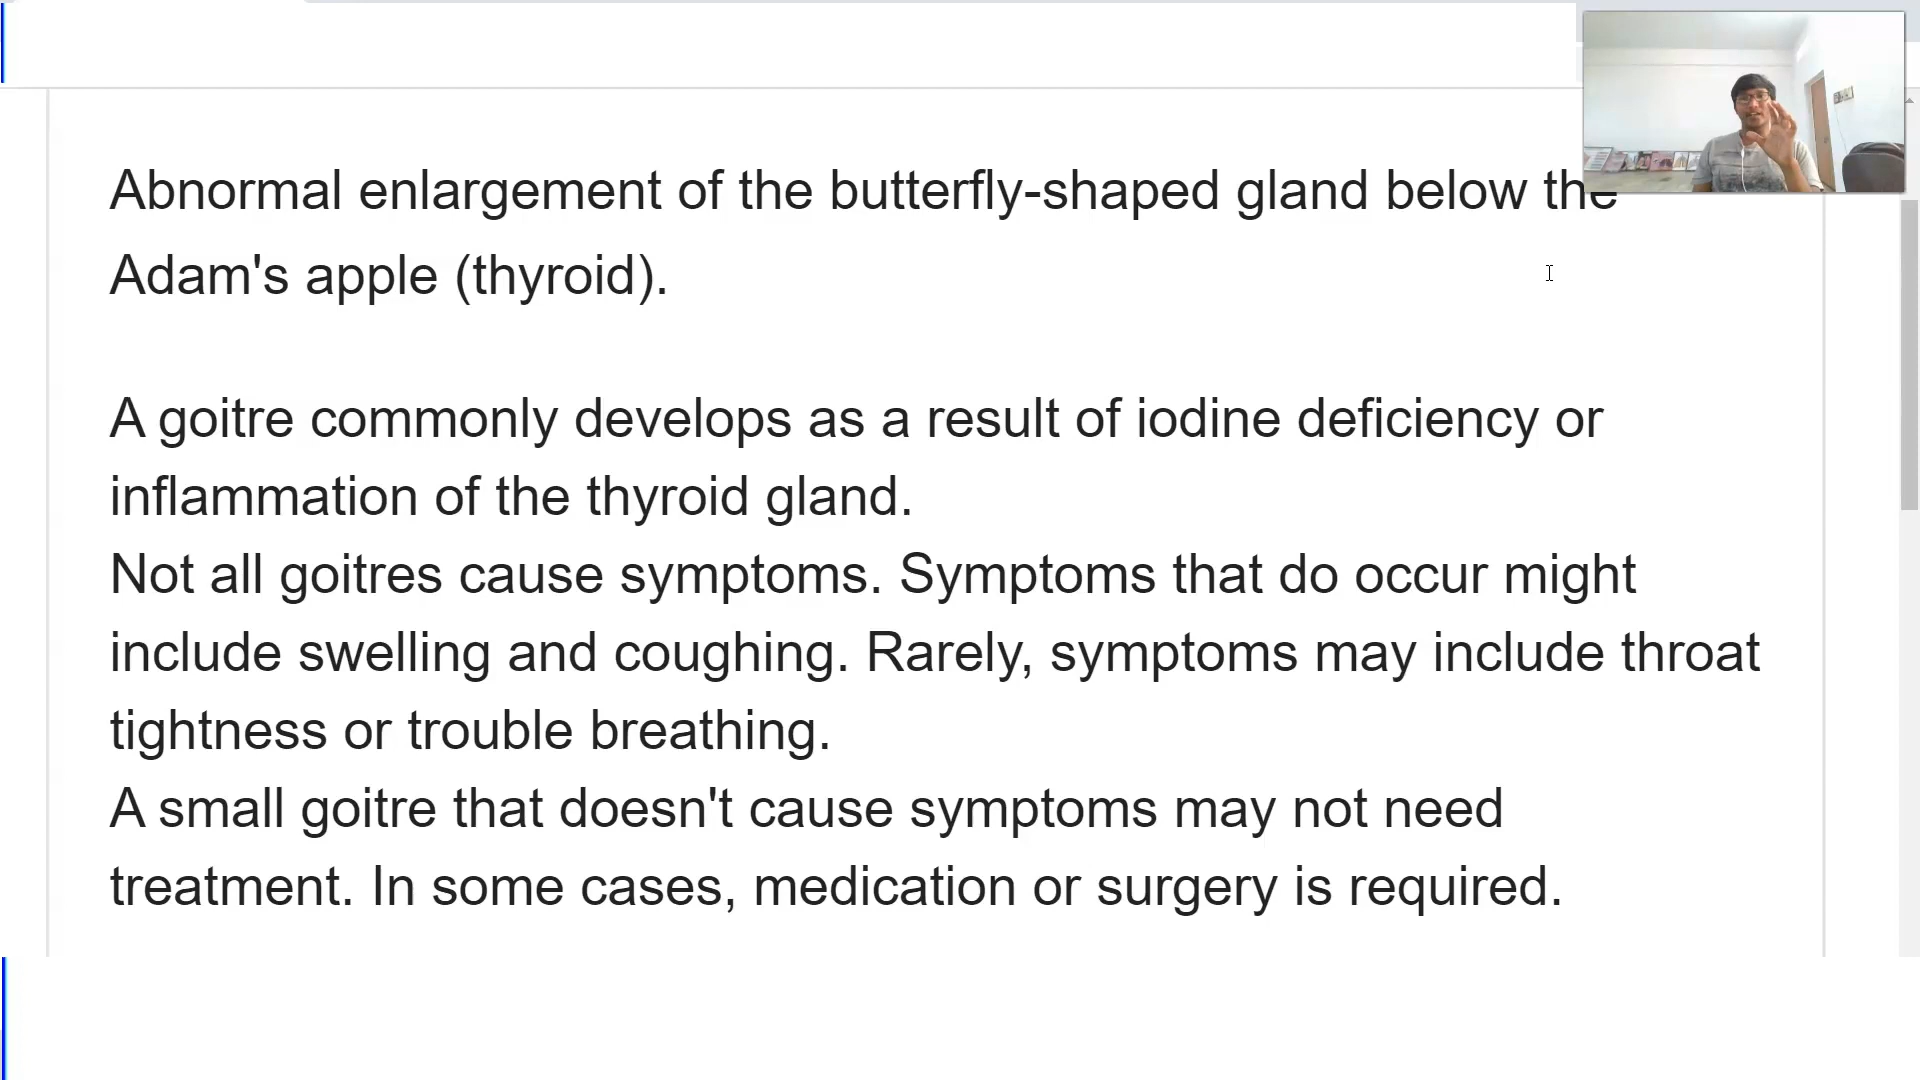 Abnormal enlargement of the butterfly-shaped gland below the
Adam's apple (thyroid).
A goitre commonly develops as a result of iodine deficiency or
inflammation of the thyroid gland.
Not all goitres cause symptoms. Symptoms that do occur might
include swelling and coughing. Rarely, symptoms may include throat
tightness or trouble breathing.
A small goitre that doesn't cause symptoms may not need
treatment. In some cases, medication or surgery is required.